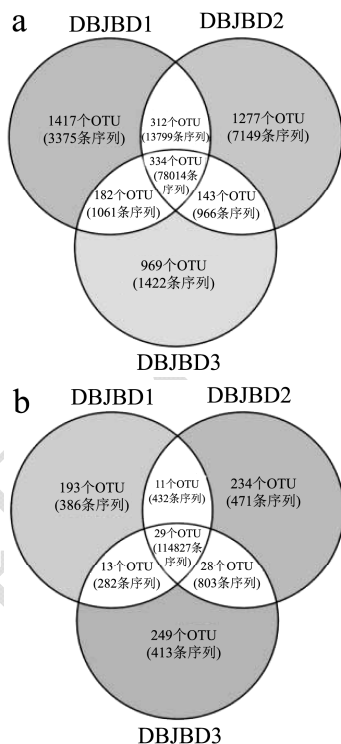 a
DBJBD1
DBJBD2
1417个OTU
(3375条序列)
312个OTU
(13799条序列)
1277个OTU
(7149条序列)
334个OTU
(78014条
序列)
182个OTU
(1061条序列)
143个OTU
(966条序列)
969个OTU
(1422条序列)
DBJBD3
b
DBJBD1
DBJBD2
193个OTU
(386条序列)
11个OTU
(432条序列)
234个OTU
(471条序列)
29个OTU
(114827条
序列)
13个OTU
(282条序列)
28个OTU
(803条序列)
249个OTU
(413条序列)
DBJBD3